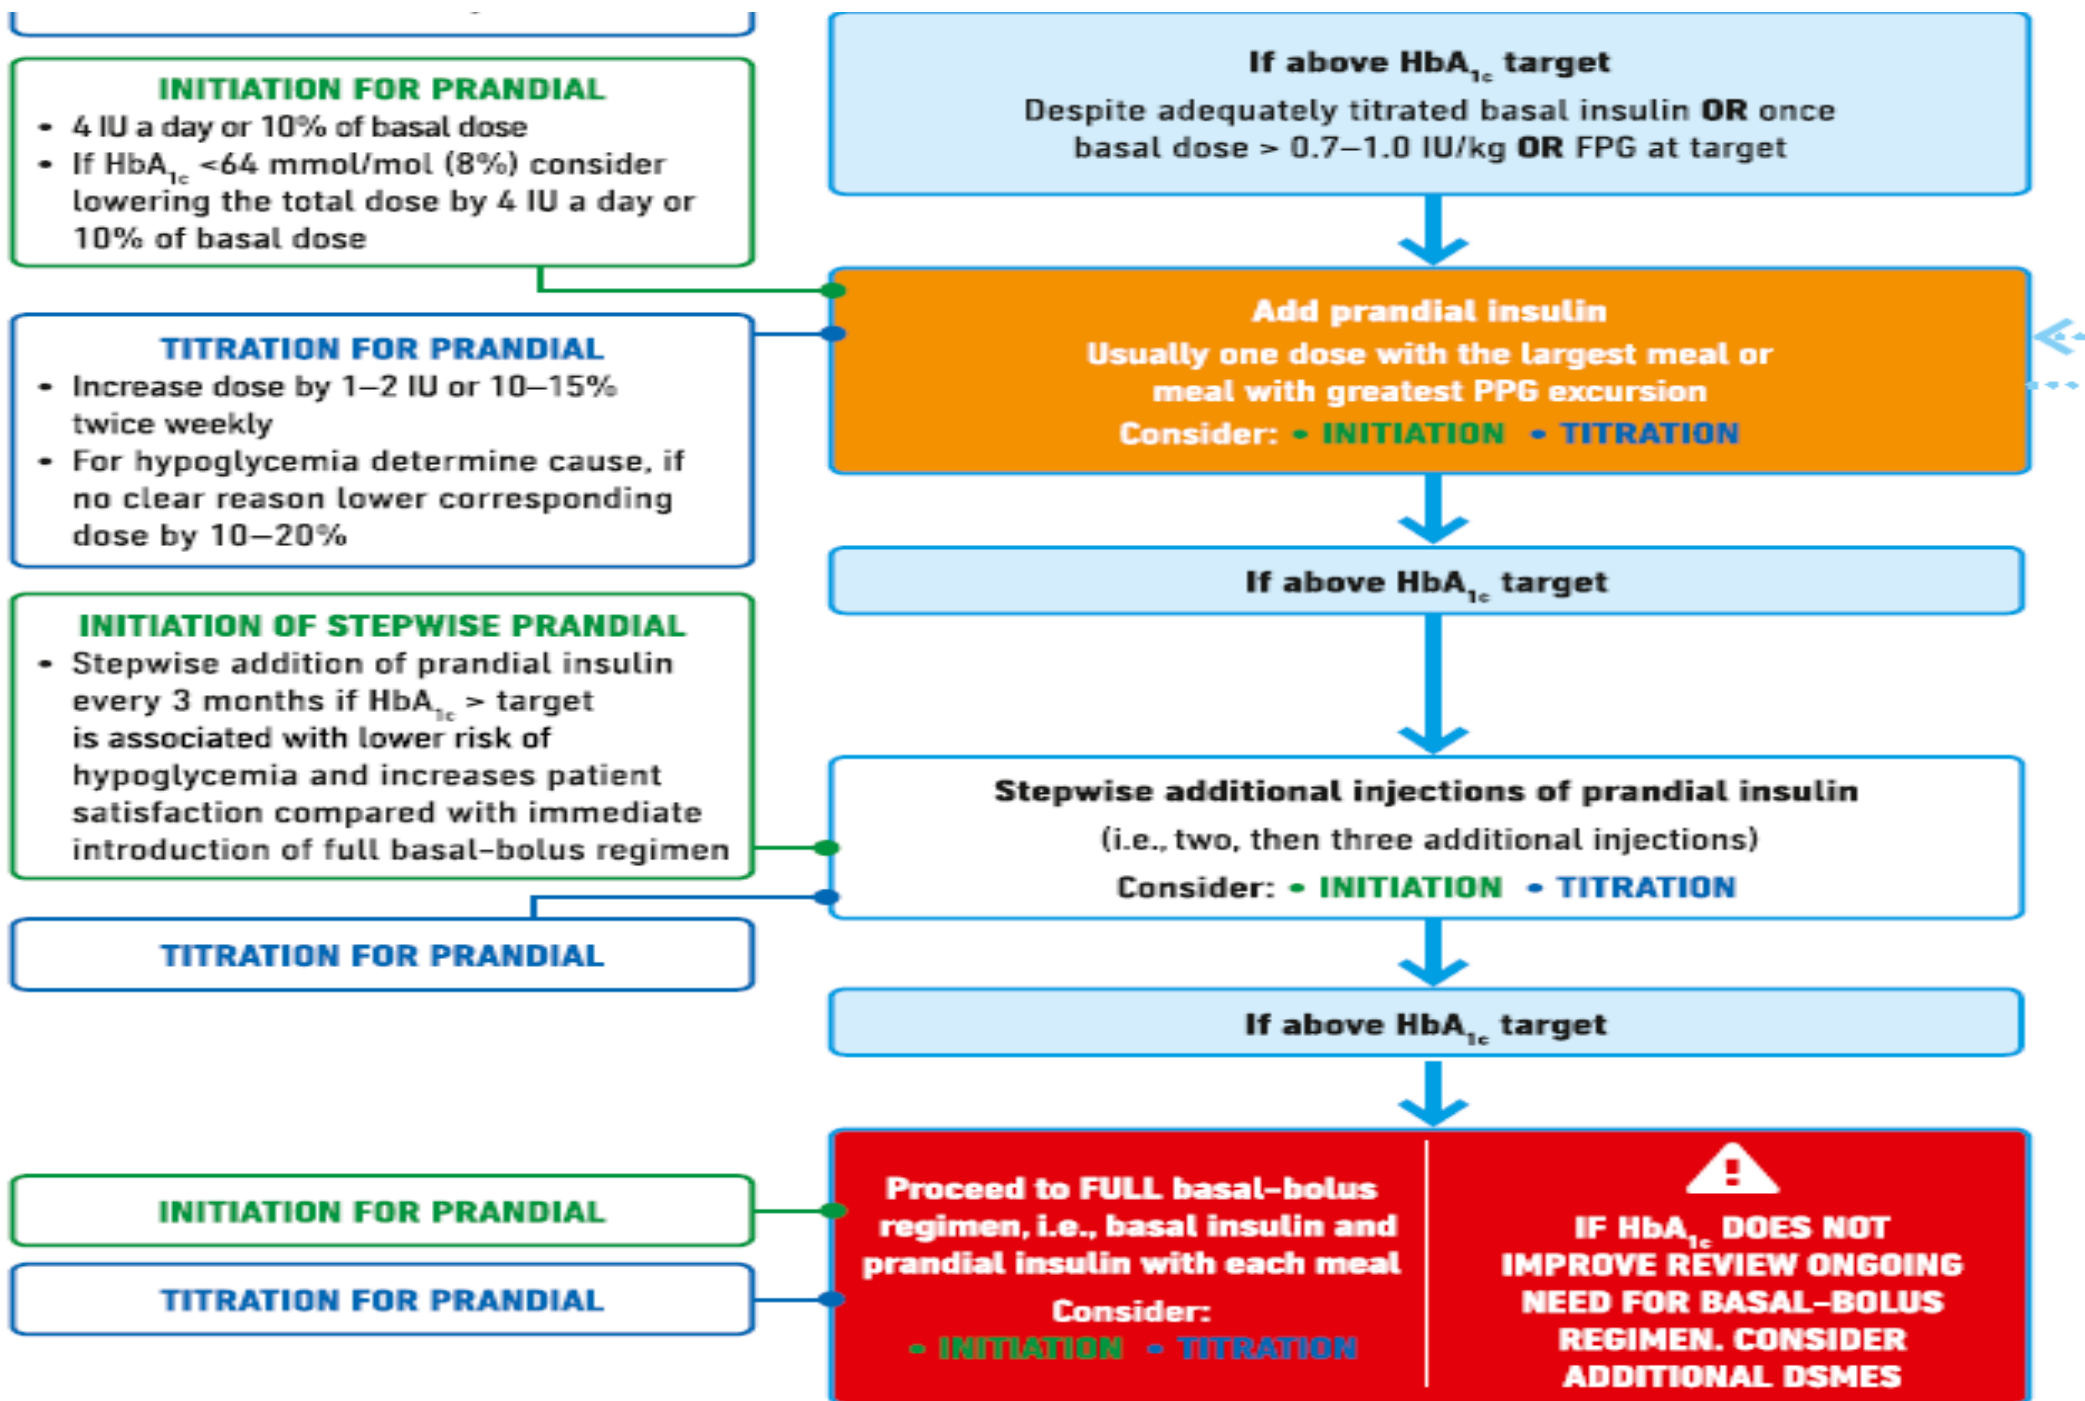 INITIATION FOR PRANDIAL
• 4 IU a day or 10% of basal dose
• If HbA1c <64 mmol/mol (8%) consider
lowering the total dose by 4 IU a day or
10% of basal dose
TITRATION FOR PRANDIAL
• Increase dose by 1–2 IU or 10–15%
twice weekly
• For hypoglycemia determine cause, if
no clear reason lower corresponding
dose by 10–20%
INITIATION OF STEPWISE PRANDIAL
• Stepwise addition of prandial insulin
every 3 months if HbA1c > target
is associated with lower risk of
hypoglycemia and increases patient
satisfaction compared with immediate
introduction of full basal–bolus regimen
TITRATION FOR PRANDIAL
INITIATION FOR PRANDIAL
TITRATION FOR PRANDIAL
If above HbA1c target
Despite adequately titrated basal insulin OR once
basal dose > 0.7–1.0 IU/kg OR FPG at target
Add prandial insulin
Usually one dose with the largest meal or
meal with greatest PPG excursion
Consider: • INITIATION • TITRATION
If above HbA1c target
Stepwise additional injections of prandial insulin
(i.e., two, then three additional injections)
Consider: • INITIATION • TITRATION
If above HbA1c target
Proceed to FULL basal–bolus
regimen, i.e., basal insulin and
prandial insulin with each meal
Consider:
• INITIATION • TITRATION
!
IF HbA1c DOES NOT
IMPROVE REVIEW ONGOING
NEED FOR BASAL–BOLUS
REGIMEN. CONSIDER
ADDITIONAL DSMES